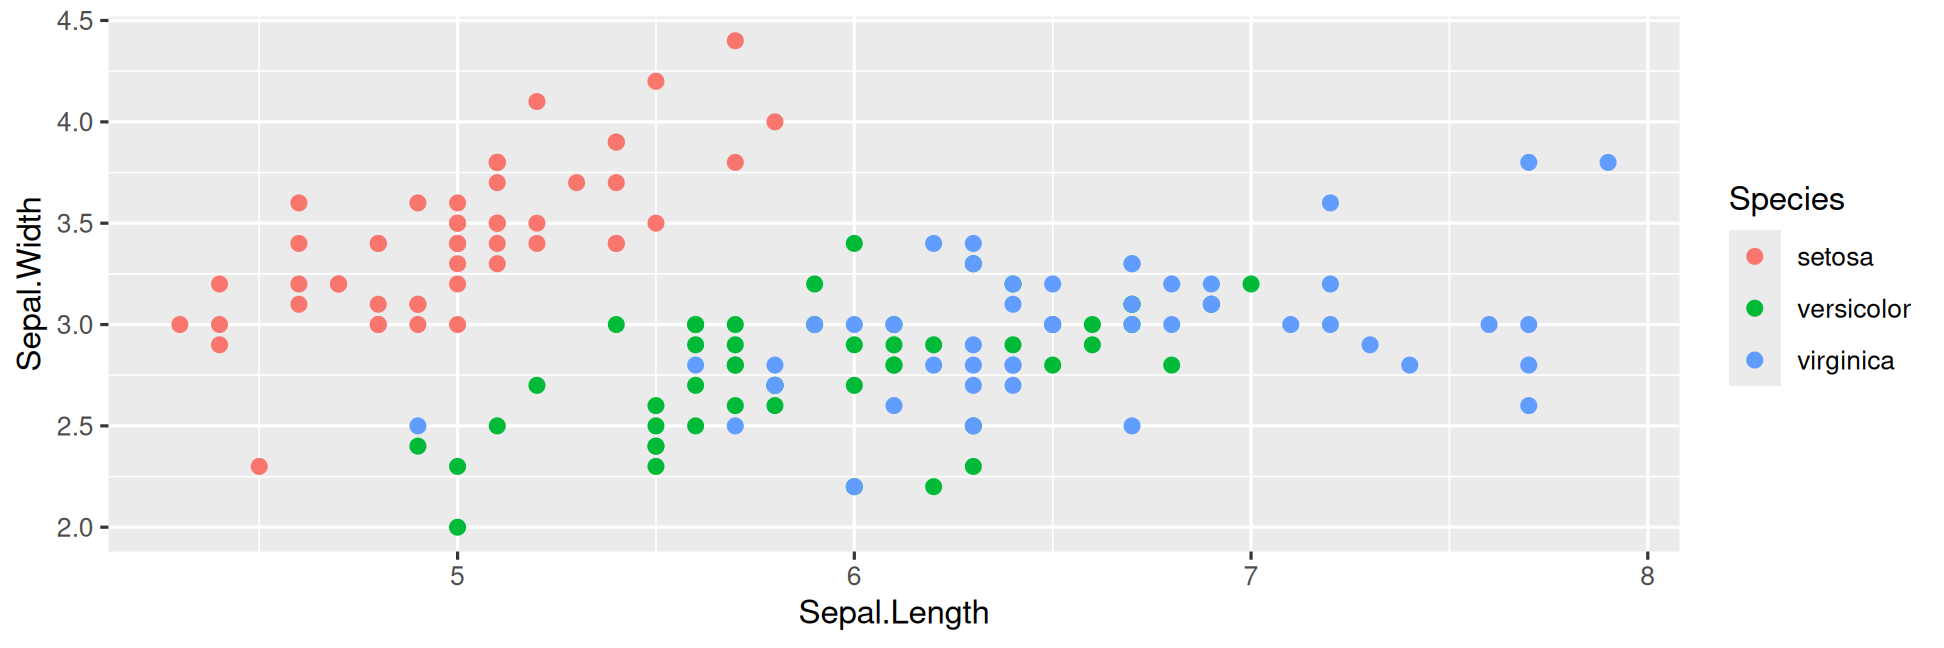 4.5
4.0
3.5
3.0
2.5
2.0
Sepal.Width
5 6 7 8
Sepal.Length
Species
setosa
versicolor
virginica